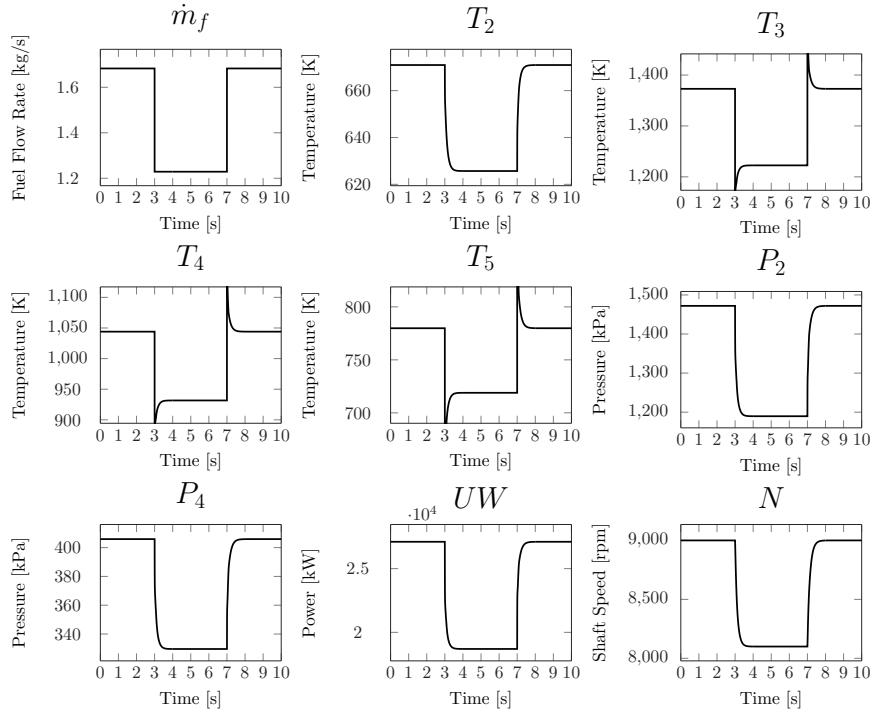 ṁ_f
Fuel Flow Rate [kg/s]
1.6
1.4
1.2
0 1 2 3 4 5 6 7 8 9 10
Time [s]
T_2
Temperature [K]
660
640
620
0 1 2 3 4 5 6 7 8 9 10
Time [s]
T_3
Temperature [K]
1,400
1,300
1,200
0 1 2 3 4 5 6 7 8 9 10
Time [s]
T_4
Temperature [K]
1,100
1,050
1,000
950
900
0 1 2 3 4 5 6 7 8 9 10
Time [s]
T_5
Temperature [K]
800
750
700
0 1 2 3 4 5 6 7 8 9 10
Time [s]
P_2
Pressure [kPa]
1,500
1,400
1,300
1,200
0 1 2 3 4 5 6 7 8 9 10
Time [s]
P_4
Pressure [kPa]
400
380
360
340
0 1 2 3 4 5 6 7 8 9 10
Time [s]
UW
·10^4
Power [kW]
2.5
2
0 1 2 3 4 5 6 7 8 9 10
Time [s]
N
Shaft Speed [rpm]
9,000
8,500
8,000
0 1 2 3 4 5 6 7 8 9 10
Time [s]